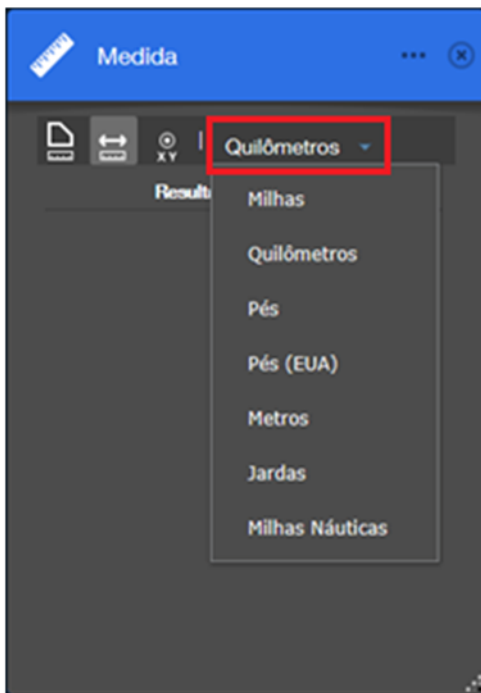 Medida
X Y
Quilômetros
Milhas
Quilômetros
Pés
Pés (EUA)
Metros
Jardas
Milhas Náuticas